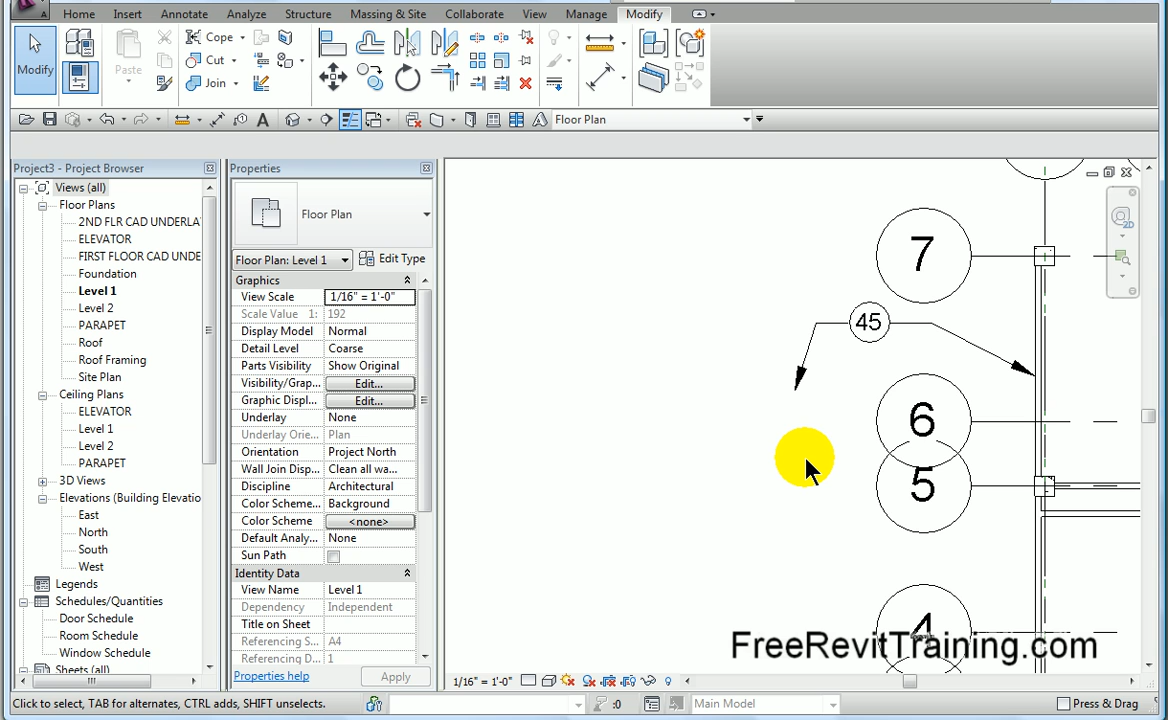 Home Insert Annotate Analyze Structure Massing & Site Collaborate View Manage Modify
Modify Paste Cope Cut Join
Floor Plan
Project3 - Project Browser
Views (all)
Floor Plans
2ND FLR CAD UNDERLA
ELEVATOR
FIRST FLOOR CAD UNDE
Foundation
Level 1
Level 2
PARAPET
Roof
Roof Framing
Site Plan
Ceiling Plans
ELEVATOR
Level 1
Level 2
PARAPET
3D Views
Elevations (Building Elevatio
East
North
South
West
Legends
Schedules/Quantities
Door Schedule
Room Schedule
Window Schedule
Sheets (all)
Properties
Floor Plan
Floor Plan: Level 1 Edit Type
Graphics
View Scale 1/16" = 1'-0"
Scale Value 1: 192
Display Model Normal
Detail Level Coarse
Parts Visibility Show Original
Visibility/Grap... Edit...
Graphic Displ... Edit...
Underlay None
Underlay Orie... Plan
Orientation Project North
Wall Join Disp... Clean all wa...
Discipline Architectural
Color Scheme... Background
Color Scheme <none>
Default Analy... None
Sun Path
Identity Data
View Name Level 1
Dependency Independent
Title on Sheet
Referencing S... A4
Referencing D... 1
Properties help Apply
7
45
6
5
4
2D
FreeRevitTraining.com
1/16" = 1'-0"
Click to select, TAB for alternates, CTRL adds, SHIFT unselects. :0 Main Model Press & Drag